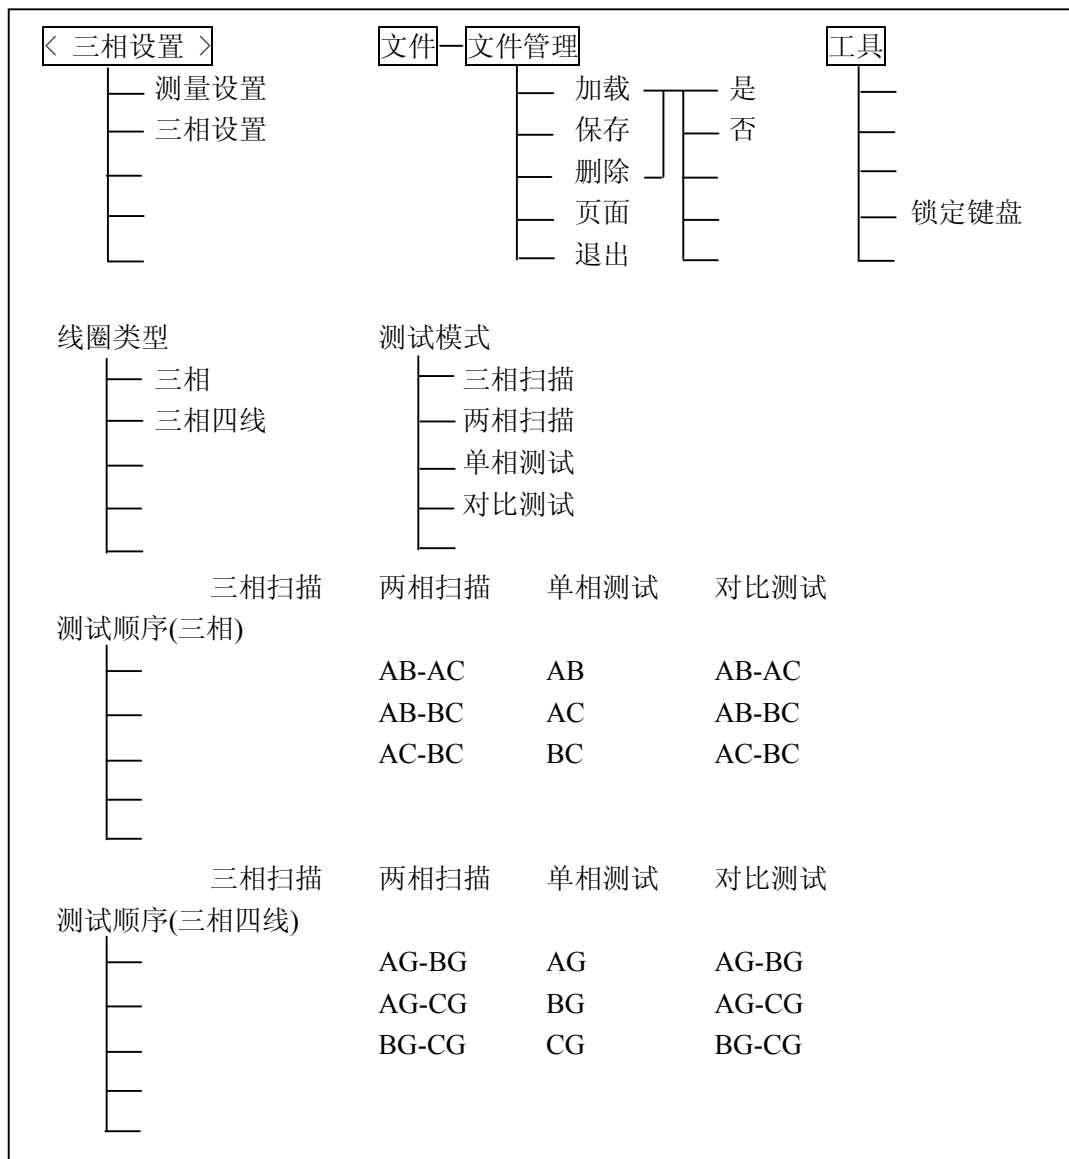 < 三相设置 > 文件 文件管理 工具
测量设置 加载 是
三相设置 保存 否
删除
页面 锁定键盘
退出
线圈类型 测试模式
三相 三相扫描
三相四线 两相扫描
单相测试
对比测试
三相扫描 两相扫描 单相测试 对比测试
测试顺序(三相)
AB-AC AB AB-AC
AB-BC AC AB-BC
AC-BC BC AC-BC
三相扫描 两相扫描 单相测试 对比测试
测试顺序(三相四线)
AG-BG AG AG-BG
AG-CG BG AG-CG
BG-CG CG BG-CG